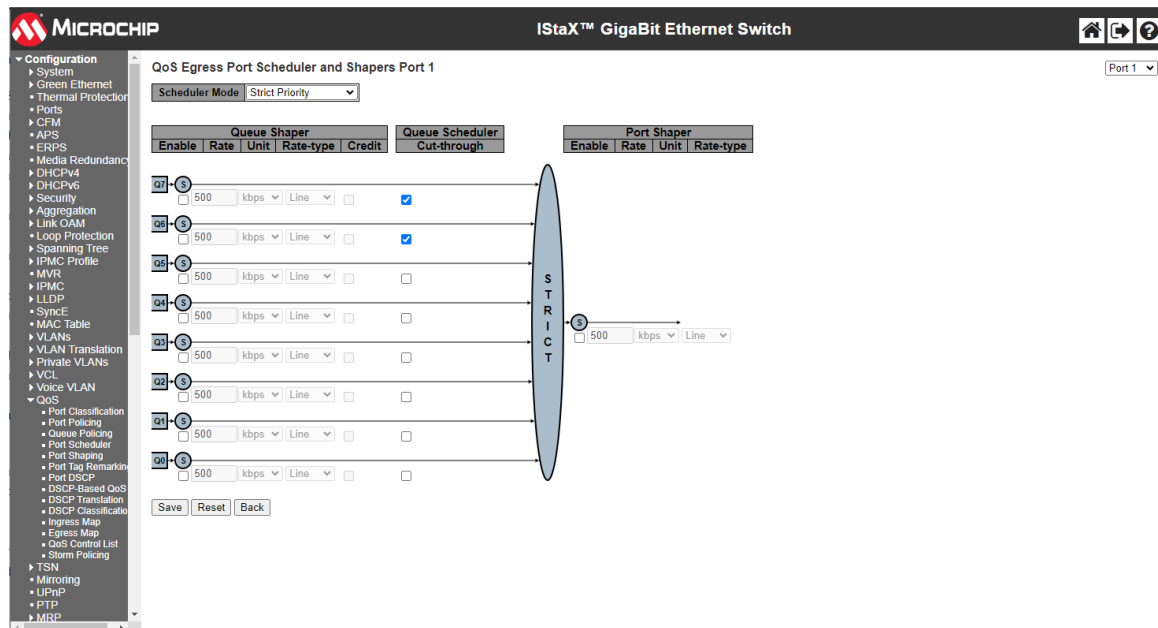 MICROCHIP
IStaX™ GigaBit Ethernet Switch
Configuration
System
Green Ethernet
Thermal Protection
Ports
CFM
APS
ERPS
Media Redundancy
DHCPv4
DHCPv6
Security
Aggregation
Link OAM
Loop Protection
Spanning Tree
IPMC Profile
MVR
IPMC
LLDP
SyncE
MAC Table
VLANs
VLAN Translation
Private VLANs
VCL
Voice VLAN
QoS
Port Classification
Port Policing
Queue Policing
Port Scheduler
Port Shaping
Port Tag Remarkin
Port DSCP
DSCP-Based QoS
DSCP Translation
DSCP Classificatio
Ingress Map
Egress Map
QoS Control List
Storm Policing
TSN
Mirroring
UPnP
PTP
MRP
QoS Egress Port Scheduler and Shapers Port 1
Port 1
Scheduler Mode Strict Priority
Queue Shaper Queue Scheduler Port Shaper
Enable Rate Unit Rate-type Credit Cut-through Enable Rate Unit Rate-type
Q7 S
500 kbps Line
Q6 S
500 kbps Line
Q5 S
500 kbps Line
Q4 S
500 kbps Line
Q3 S
500 kbps Line
Q2 S
500 kbps Line
Q1 S
500 kbps Line
Q0 S
500 kbps Line
STRICT
S
500 kbps Line
Save Reset Back